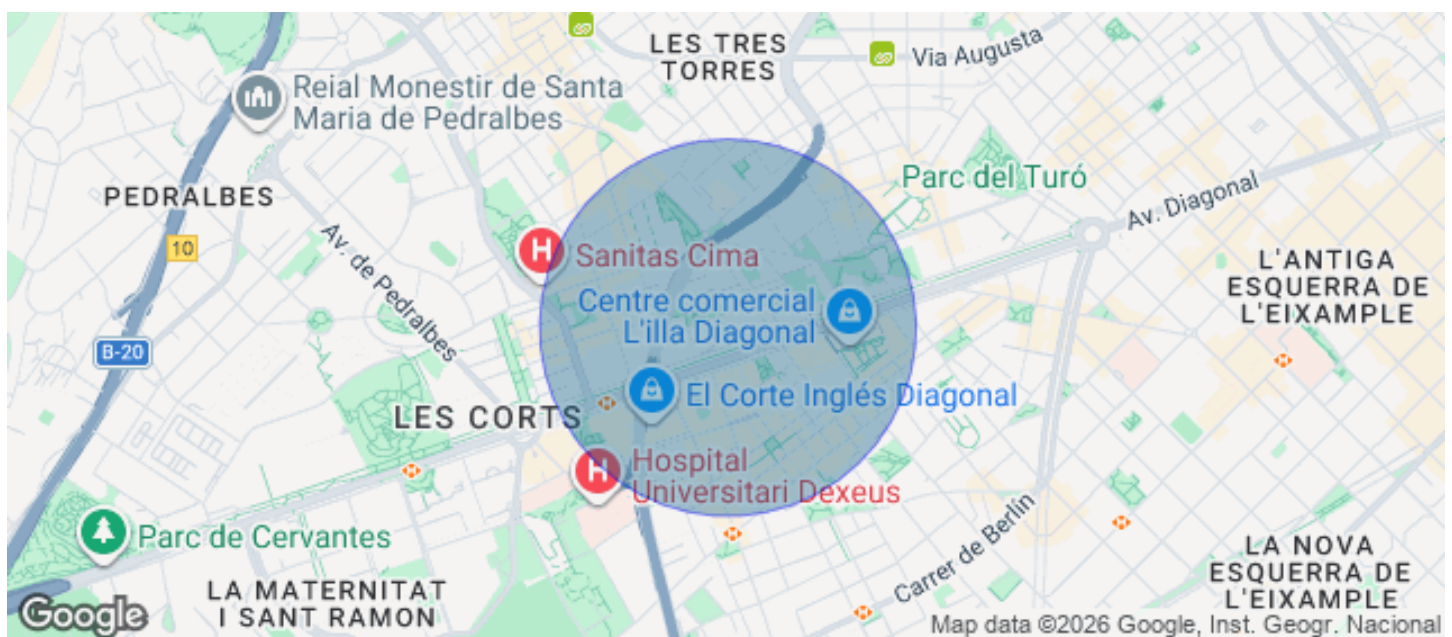 LES TRES
TORRES
Via Augusta
Reial Monestir de Santa
Maria de Pedralbes
PEDRALBES
Parc del Turó
Av. Diagonal
10
Av. de Pedralbes
H
Sanitas Cima
L'ANTIGA
ESQUERRA DE
L'EIXAMPLE
Centre comercial
L'illa Diagonal
B-20
El Corte Inglés Diagonal
LES CORTS
H
Hospital
Universitari Dexeus
Parc de Cervantes
Carrer de Berlín
LA NOVA
ESQUERRA DE
L'EIXAMPLE
LA MATERNITAT
I SANT RAMON
Google
Map data ©2026 Google, Inst. Geogr. Nacional